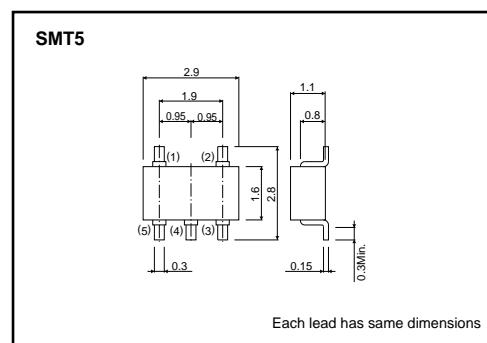 SMT5
2.9
1.1
1.9
0.95 0.95
0.8
(1) (2)
1.6
2.8
(5) (4) (3)
0.3
0.15
0.3Min.
Each lead has same dimensions